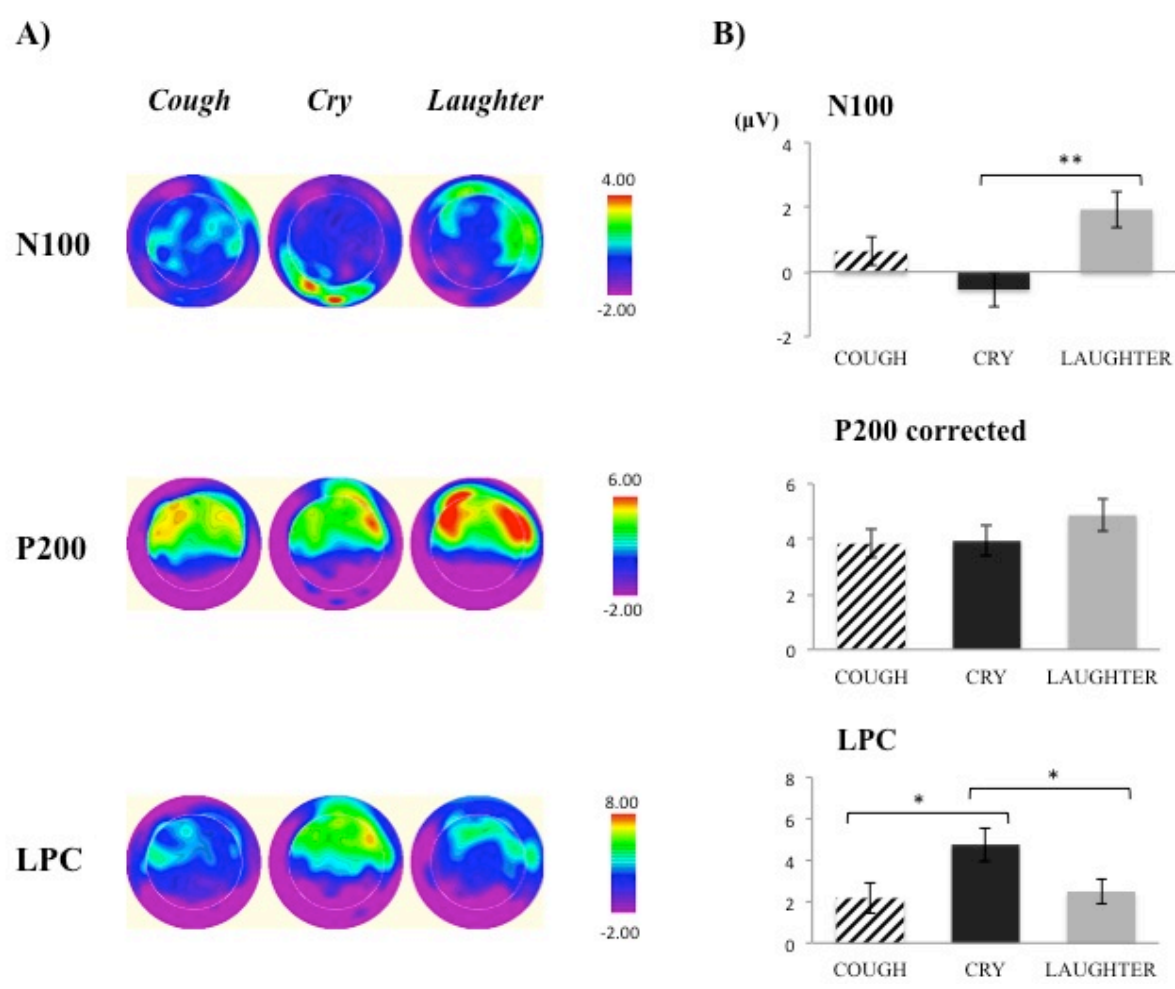 A)
Cough Cry Laughter
N100
4.00
-2.00
P200
6.00
-2.00
LPC
8.00
-2.00
B)
N100
(µV)
4
2
0
-2
**
COUGH CRY LAUGHTER
P200 corrected
6
4
2
0
COUGH CRY LAUGHTER
LPC
8
6
4
2
0
*
*
COUGH CRY LAUGHTER